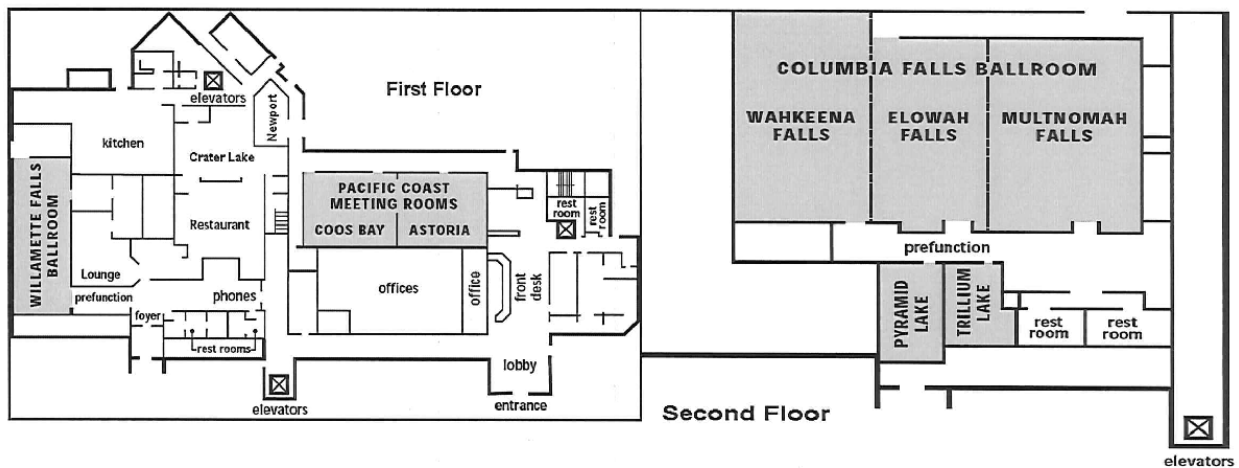 First Floor
elevators
Newport
kitchen
Crater Lake
WILLAMETTE FALLS
BALLROOM
PACIFIC COAST
MEETING ROOMS
COOS BAY
ASTORIA
rest
room
rest
room
Restaurant
Lounge
prefunction
phones
offices
office
front
desk
foyer
rest rooms
lobby
elevators
entrance
COLUMBIA FALLS BALLROOM
WAHKEENA
FALLS
ELOWAH
FALLS
MULTNOMAH
FALLS
prefunction
PYRAMID
LAKE
TRILLIUM
LAKE
rest
room
rest
room
Second Floor
elevators